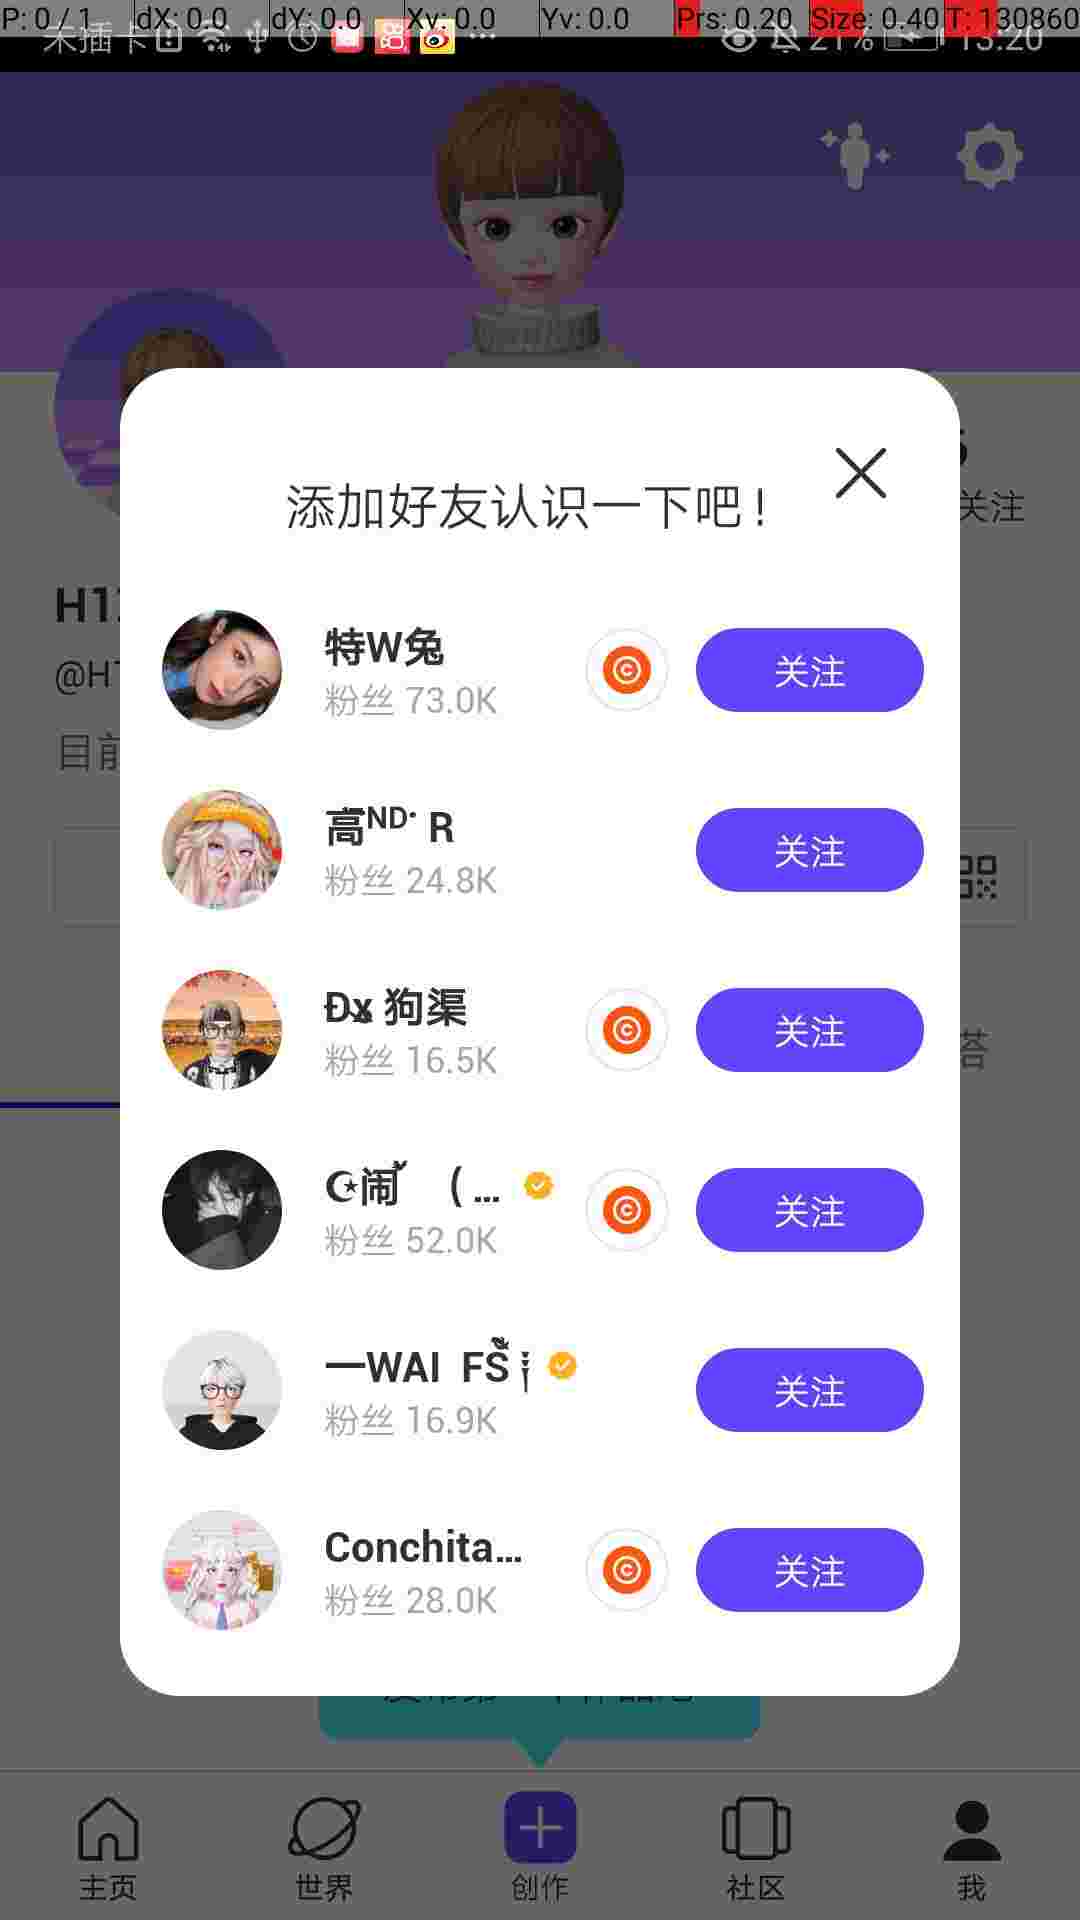 P: 0 / 1 dX: 0.0 dY: 0.0 Xv: 0.0 Yv: 0.0 Prs: 0.20 Size: 0.40 T: 130860
未插卡 21% 13:20
关注
添加好友认识一下吧!
H1
@H
目前
特W兔
粉丝 73.0K
关注
高ᴺᴰ· R
粉丝 24.8K
关注
Đx 狗渠
粉丝 16.5K
关注
答
☪闹 ( ...
粉丝 52.0K
关注
一WAI FS
粉丝 16.9K
关注
Conchita...
粉丝 28.0K
关注
主页 世界 创作 社区 我